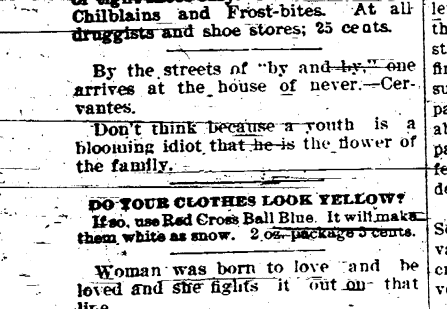 Chilblains and Frost-bites. At all
druggists and shoe stores; 25 cents.
By the streets of "by and by," one
arrives at the house of never.—Cer-
vantes.
Don't think because a youth is a
blooming idiot that he is the flower of
the family.
DO YOUR CLOTHES LOOK YELLOW?
If so, use Red Cross Ball Blue. It will make
them white as snow. 2 oz. package 5 cents.
Woman was born to love and be
loved and she fights it out on that
line